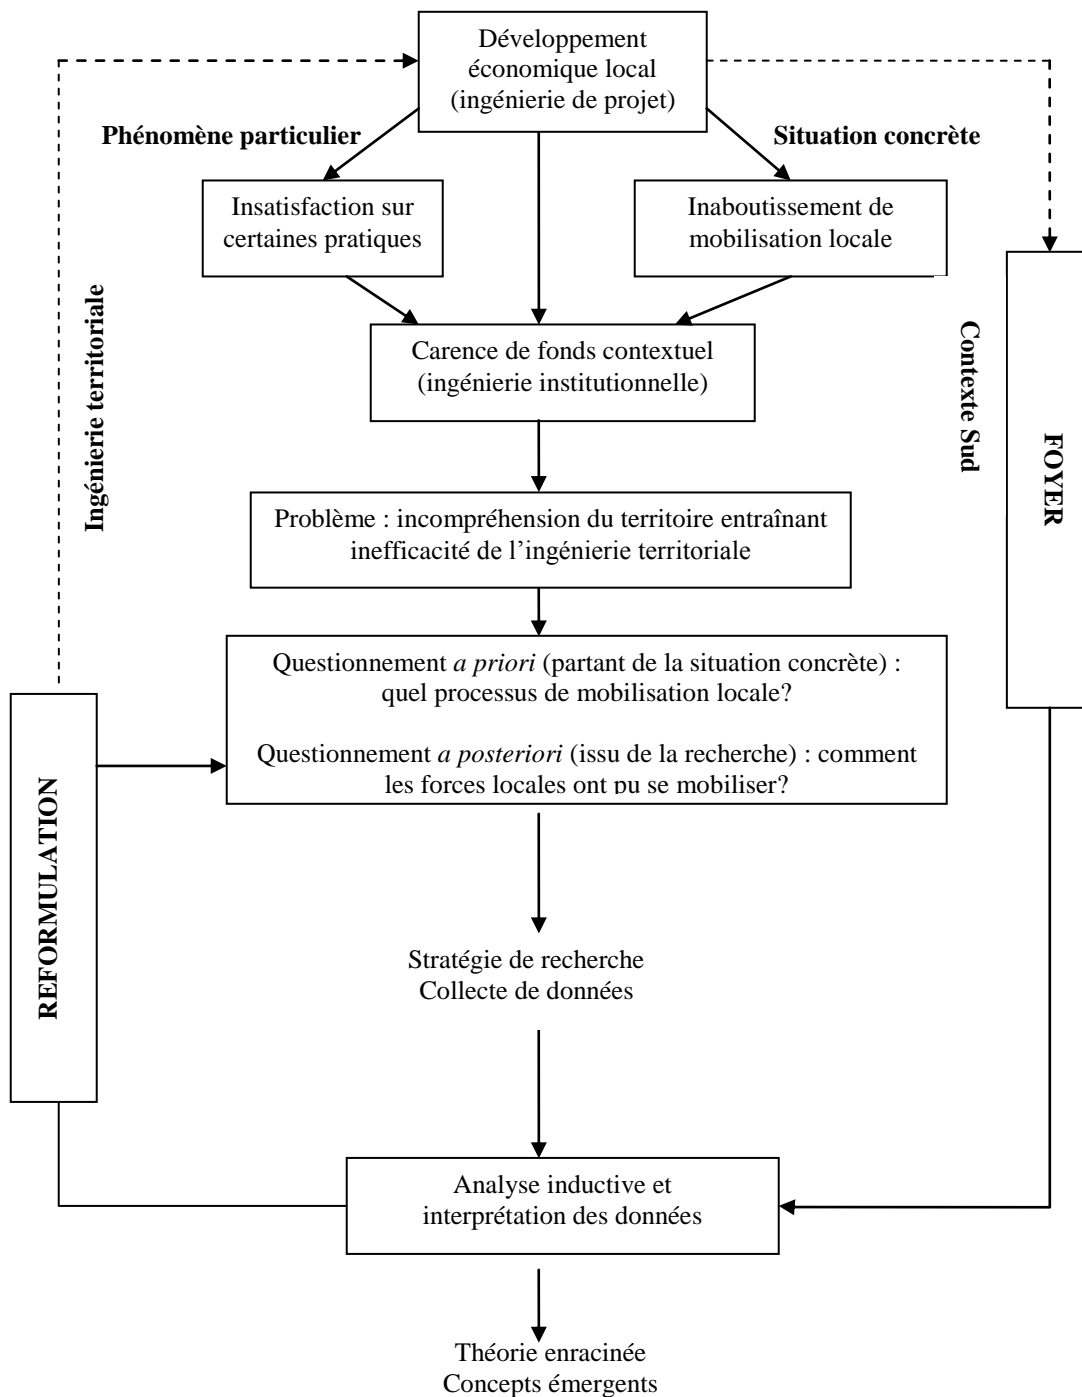 Développement
économique local
(ingénierie de projet)
Phénomène particulier
Situation concrète
Insatisfaction sur
certaines pratiques
Inaboutissement de
mobilisation locale
Ingénierie territoriale
Contexte Sud
FOYER
Carence de fonds contextuel
(ingénierie institutionnelle)
Problème : incompréhension du territoire entraînant
inefficacité de l’ingénierie territoriale
Questionnement a priori (partant de la situation concrète) :
quel processus de mobilisation locale?
Questionnement a posteriori (issu de la recherche) : comment
les forces locales ont pu se mobiliser?
REFORMULATION
Stratégie de recherche
Collecte de données
Analyse inductive et
interprétation des données
Théorie enracinée
Concepts émergents